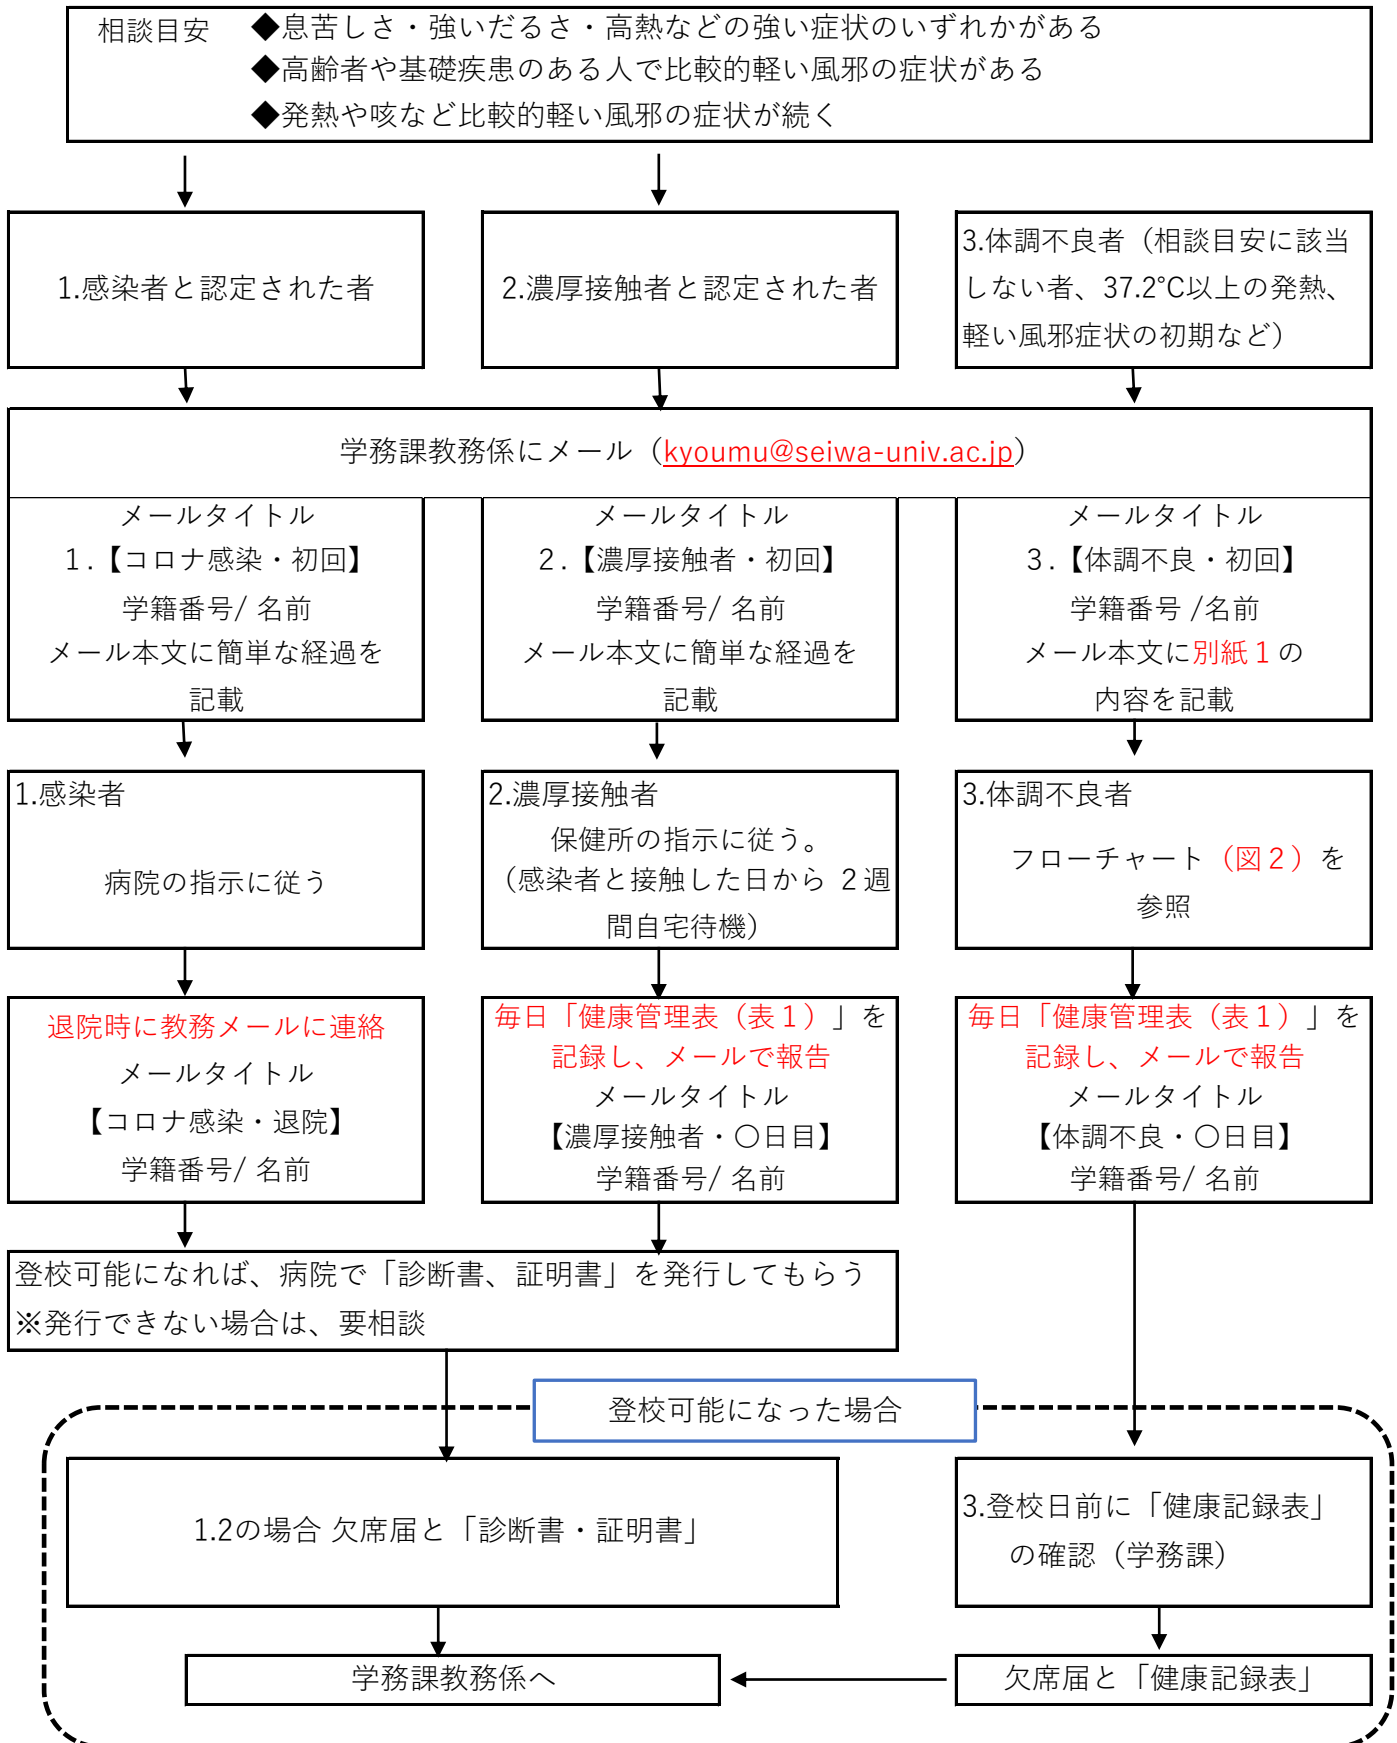 相談目安 ◆息苦しさ・強いだるさ・高熱などの強い症状のいずれかがある
◆高齢者や基礎疾患のある人で比較的軽い風邪の症状がある
◆発熱や咳など比較的軽い風邪の症状が続く
1.感染者と認定された者
2.濃厚接触者と認定された者
3.体調不良者（相談目安に該当
しない者、37.2℃以上の発熱、
軽い風邪症状の初期など）
学務課教務係にメール（kyoumu@seiwa-univ.ac.jp）
メールタイトル
１.【コロナ感染・初回】
学籍番号/ 名前
メール本文に簡単な経過を
記載
メールタイトル
２.【濃厚接触者・初回】
学籍番号/ 名前
メール本文に簡単な経過を
記載
メールタイトル
３.【体調不良・初回】
学籍番号 /名前
メール本文に別紙１の
内容を記載
1.感染者
病院の指示に従う
2.濃厚接触者
保健所の指示に従う。
（感染者と接触した日から ２週
間自宅待機）
3.体調不良者
フローチャート（図２）を
参照
退院時に教務メールに連絡
メールタイトル
【コロナ感染・退院】
学籍番号/ 名前
毎日「健康管理表（表１）」を
記録し、メールで報告
メールタイトル
【濃厚接触者・〇日目】
学籍番号/ 名前
毎日「健康管理表（表１）」を
記録し、メールで報告
メールタイトル
【体調不良・〇日目】
学籍番号/ 名前
登校可能になれば、病院で「診断書、証明書」を発行してもらう
※発行できない場合は、要相談
登校可能になった場合
1.2の場合 欠席届と「診断書・証明書」
3.登校日前に「健康記録表」
の確認（学務課）
学務課教務係へ
欠席届と「健康記録表」